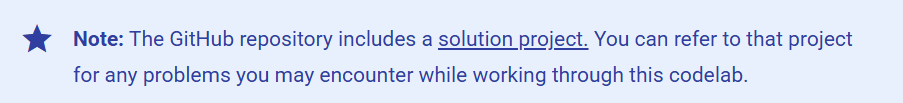 Note: The GitHub repository includes a solution project. You can refer to that project
for any problems you may encounter while working through this codelab.